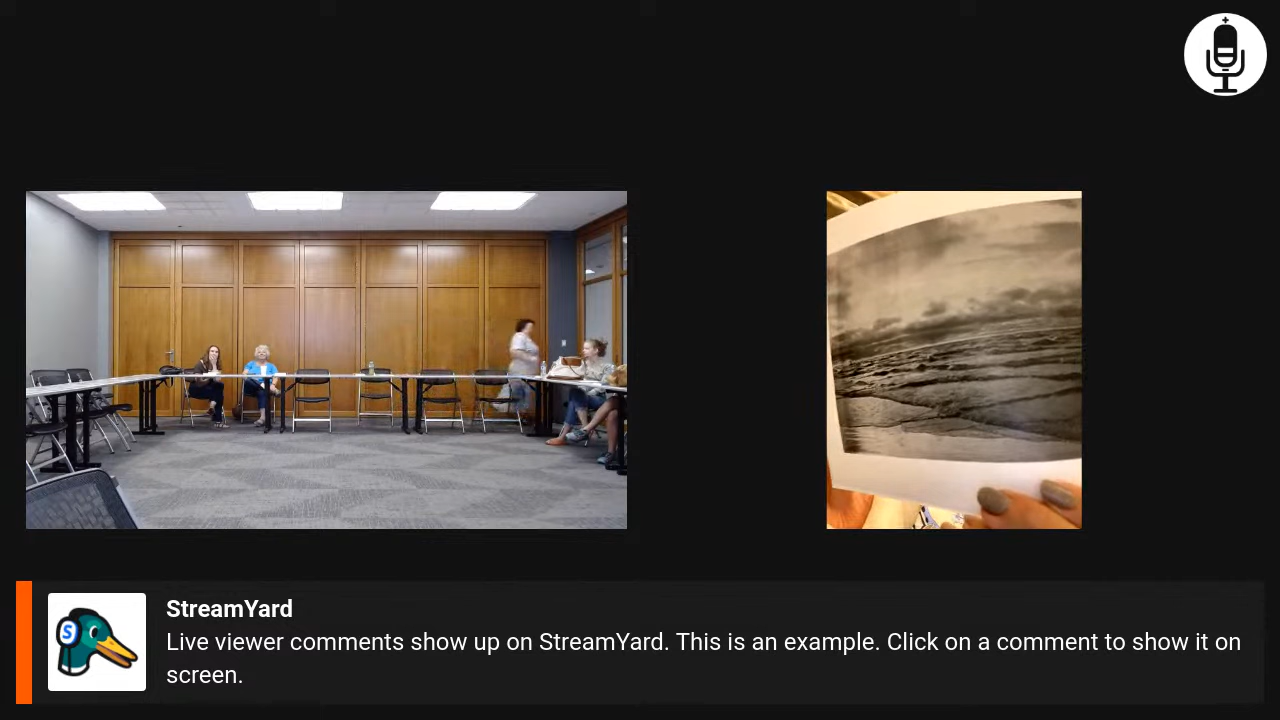 StreamYard
Live viewer comments show up on StreamYard. This is an example. Click on a comment to show it on
screen.
S